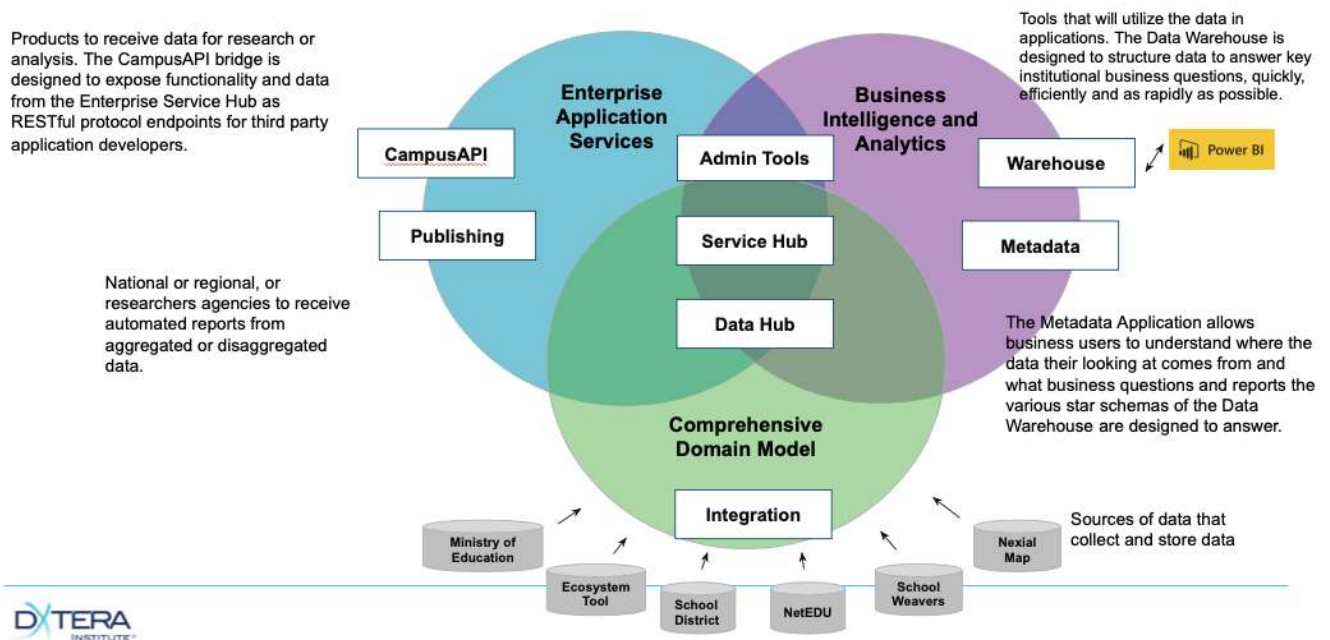 Products to receive data for research or
analysis. The CampusAPI bridge is
designed to expose functionality and data
from the Enterprise Service Hub as
RESTful protocol endpoints for third party
application developers.
Tools that will utilize the data in
applications. The Data Warehouse is
designed to structure data to answer key
institutional business questions, quickly,
efficiently and as rapidly as possible.
Enterprise
Application
Services
Business
Intelligence and
Analytics
CampusAPI
Admin Tools
Warehouse
Power BI
Publishing
Service Hub
Metadata
National or regional, or
researchers agencies to receive
automated reports from
aggregated or disaggregated
data.
Data Hub
The Metadata Application allows
business users to understand where the
data their looking at comes from and
what business questions and reports the
various star schemas of the Data
Warehouse are designed to answer.
Comprehensive
Domain Model
Integration
Sources of data that
collect and store data
Ministry of
Education
Ecosystem
Tool
School
District
NetEDU
School
Weavers
Nexial
Map
DXTERA
INSTITUTE